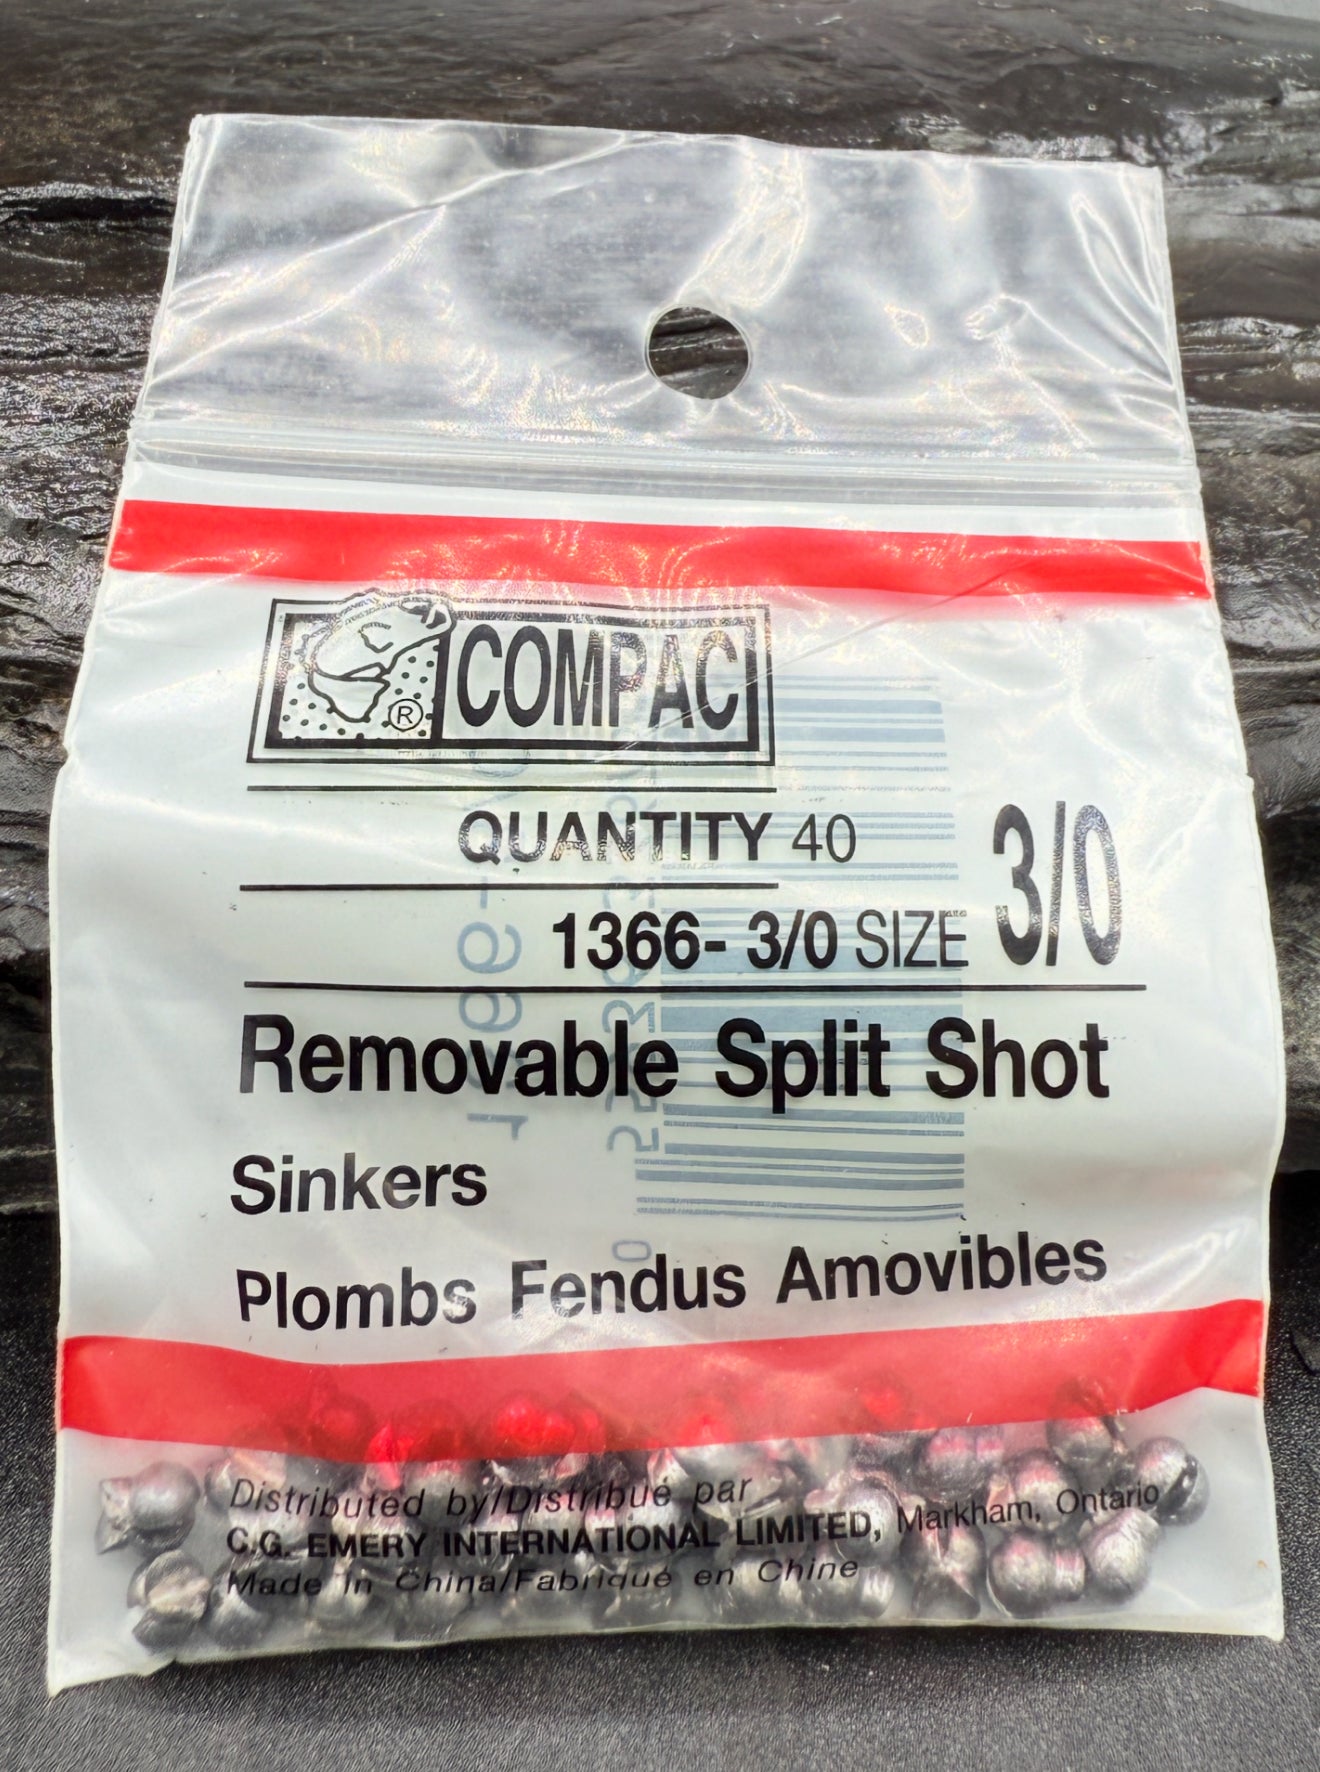 COMPAC
®
QUANTITY 40
1366- 3/0 SIZE 3/0
Removable Split Shot
Sinkers
Plombs Fendus Amovibles
Distributed by/Distribué par
C.G. EMERY INTERNATIONAL LIMITED, Markham, Ontario
Made in China/Fabriqué en Chine